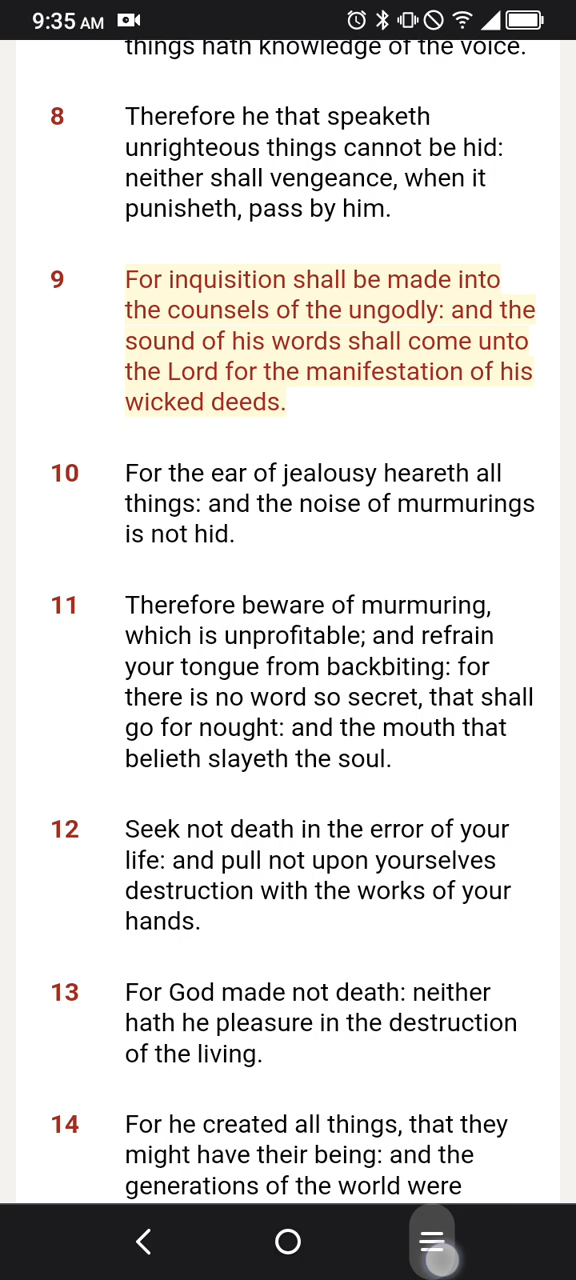 9:35 AM
things hath knowledge of the voice.
8 Therefore he that speaketh
unrighteous things cannot be hid:
neither shall vengeance, when it
punisheth, pass by him.
9 For inquisition shall be made into
the counsels of the ungodly: and the
sound of his words shall come unto
the Lord for the manifestation of his
wicked deeds.
10 For the ear of jealousy heareth all
things: and the noise of murmurings
is not hid.
11 Therefore beware of murmuring,
which is unprofitable; and refrain
your tongue from backbiting: for
there is no word so secret, that shall
go for nought: and the mouth that
belieth slayeth the soul.
12 Seek not death in the error of your
life: and pull not upon yourselves
destruction with the works of your
hands.
13 For God made not death: neither
hath he pleasure in the destruction
of the living.
14 For he created all things, that they
might have their being: and the
generations of the world were